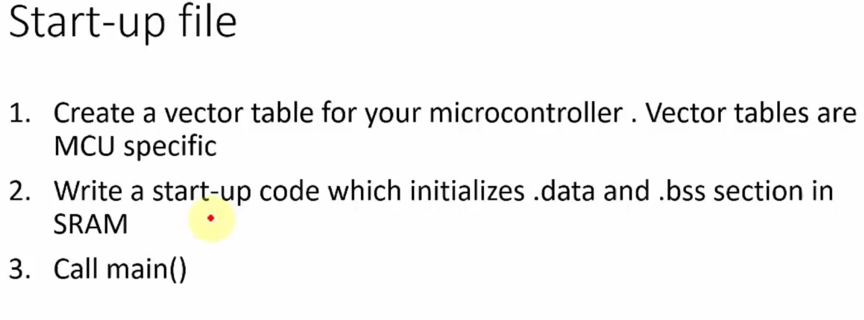 Start-up file
1. Create a vector table for your microcontroller . Vector tables are
MCU specific
2. Write a start-up code which initializes .data and .bss section in
SRAM
3. Call main()